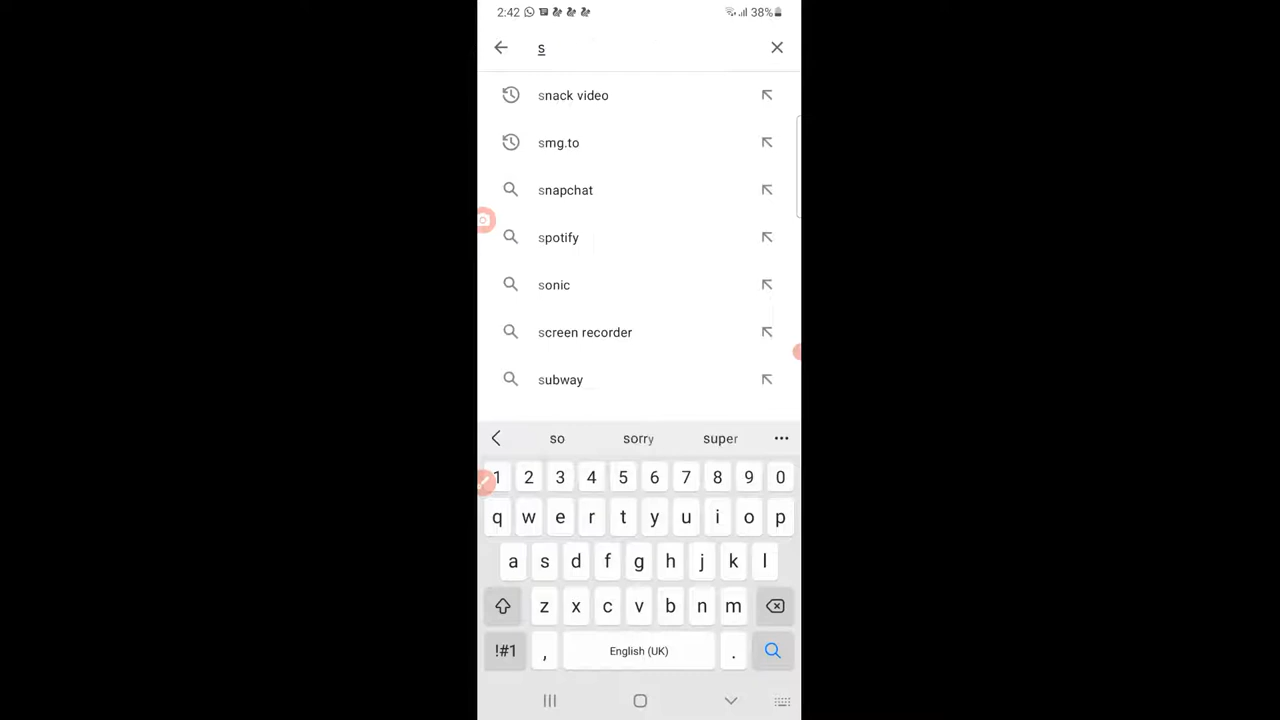 2:42 38%
s
snack video
smg.to
snapchat
spotify
sonic
screen recorder
subway
so sorry super
1 2 3 4 5 6 7 8 9 0
q w e r t y u i o p
a s d f g h j k l
z x c v b n m
!#1 , English (UK) .